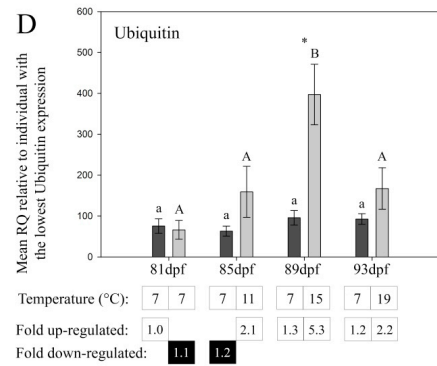 D
Ubiquitin
Mean RQ relative to individual with
the lowest Ubiquitin expression
600
500
400
300
200
100
0
a A a A a * B a A
81dpf 85dpf 89dpf 93dpf
Temperature (°C): 7 7 7 11 7 15 7 19
Fold up-regulated: 1.0 2.1 1.3 5.3 1.2 2.2
Fold down-regulated: 1.1 1.2